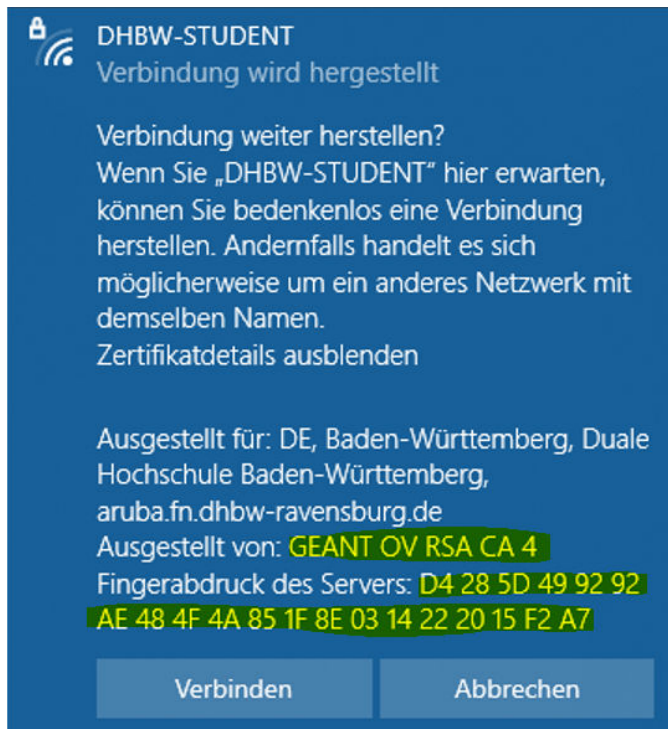 DHBW-STUDENT
Verbindung wird hergestellt
Verbindung weiter herstellen?
Wenn Sie „DHBW-STUDENT“ hier erwarten,
können Sie bedenkenlos eine Verbindung
herstellen. Andernfalls handelt es sich
möglicherweise um ein anderes Netzwerk mit
demselben Namen.
Zertifikatdetails ausblenden
Ausgestellt für: DE, Baden-Württemberg, Duale
Hochschule Baden-Württemberg,
aruba.fn.dhbw-ravensburg.de
Ausgestellt von: GEANT OV RSA CA 4
Fingerabdruck des Servers: D4 28 5D 49 92 92
AE 48 4F 4A 85 1F 8E 03 14 22 20 15 F2 A7
Verbinden
Abbrechen